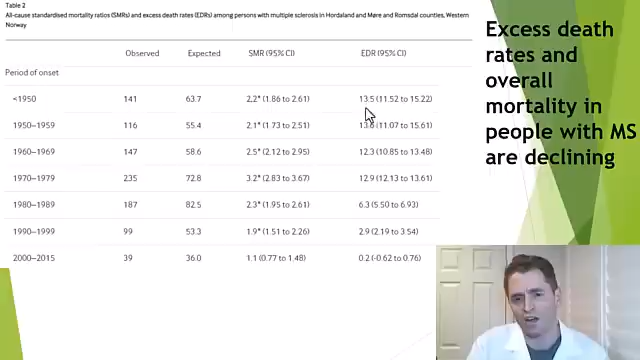 Table 2
All-cause standardised mortality ratios (SMRs) and excess death rates (EDRs) among persons with multiple sclerosis in Hordaland and Møre and Romsdal counties, Western
Norway
Observed Expected SMR (95% CI) EDR (95% CI)
Period of onset
<1950 141 63.7 2.2* (1.86 to 2.61) 13.5 (11.52 to 15.22)
1950–1959 116 55.4 2.1* (1.73 to 2.51) 13.6 (11.07 to 15.61)
1960–1969 147 58.6 2.5* (2.12 to 2.95) 12.3 (10.85 to 13.48)
1970–1979 235 72.8 3.2* (2.83 to 3.67) 12.9 (12.13 to 13.61)
1980–1989 187 82.5 2.3* (1.95 to 2.61) 6.3 (5.50 to 6.93)
1990–1999 99 53.3 1.9* (1.51 to 2.26) 2.9 (2.19 to 3.54)
2000–2015 39 36.0 1.1 (0.77 to 1.48) 0.2 (-0.62 to 0.76)
Excess death
rates and
overall
mortality in
people with MS
are declining